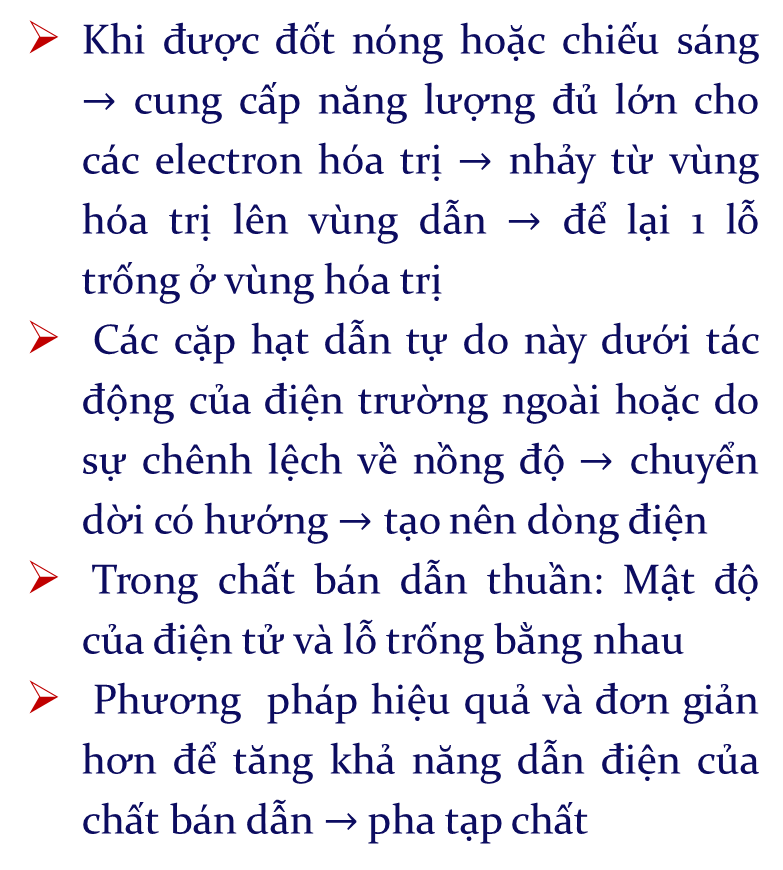 ➢ Khi được đốt nóng hoặc chiếu sáng
→ cung cấp năng lượng đủ lớn cho
các electron hóa trị → nhảy từ vùng
hóa trị lên vùng dẫn → để lại 1 lỗ
trống ở vùng hóa trị
➢ Các cặp hạt dẫn tự do này dưới tác
động của điện trường ngoài hoặc do
sự chênh lệch về nồng độ → chuyển
dời có hướng → tạo nên dòng điện
➢ Trong chất bán dẫn thuần: Mật độ
của điện tử và lỗ trống bằng nhau
➢ Phương pháp hiệu quả và đơn giản
hơn để tăng khả năng dẫn điện của
chất bán dẫn → pha tạp chất